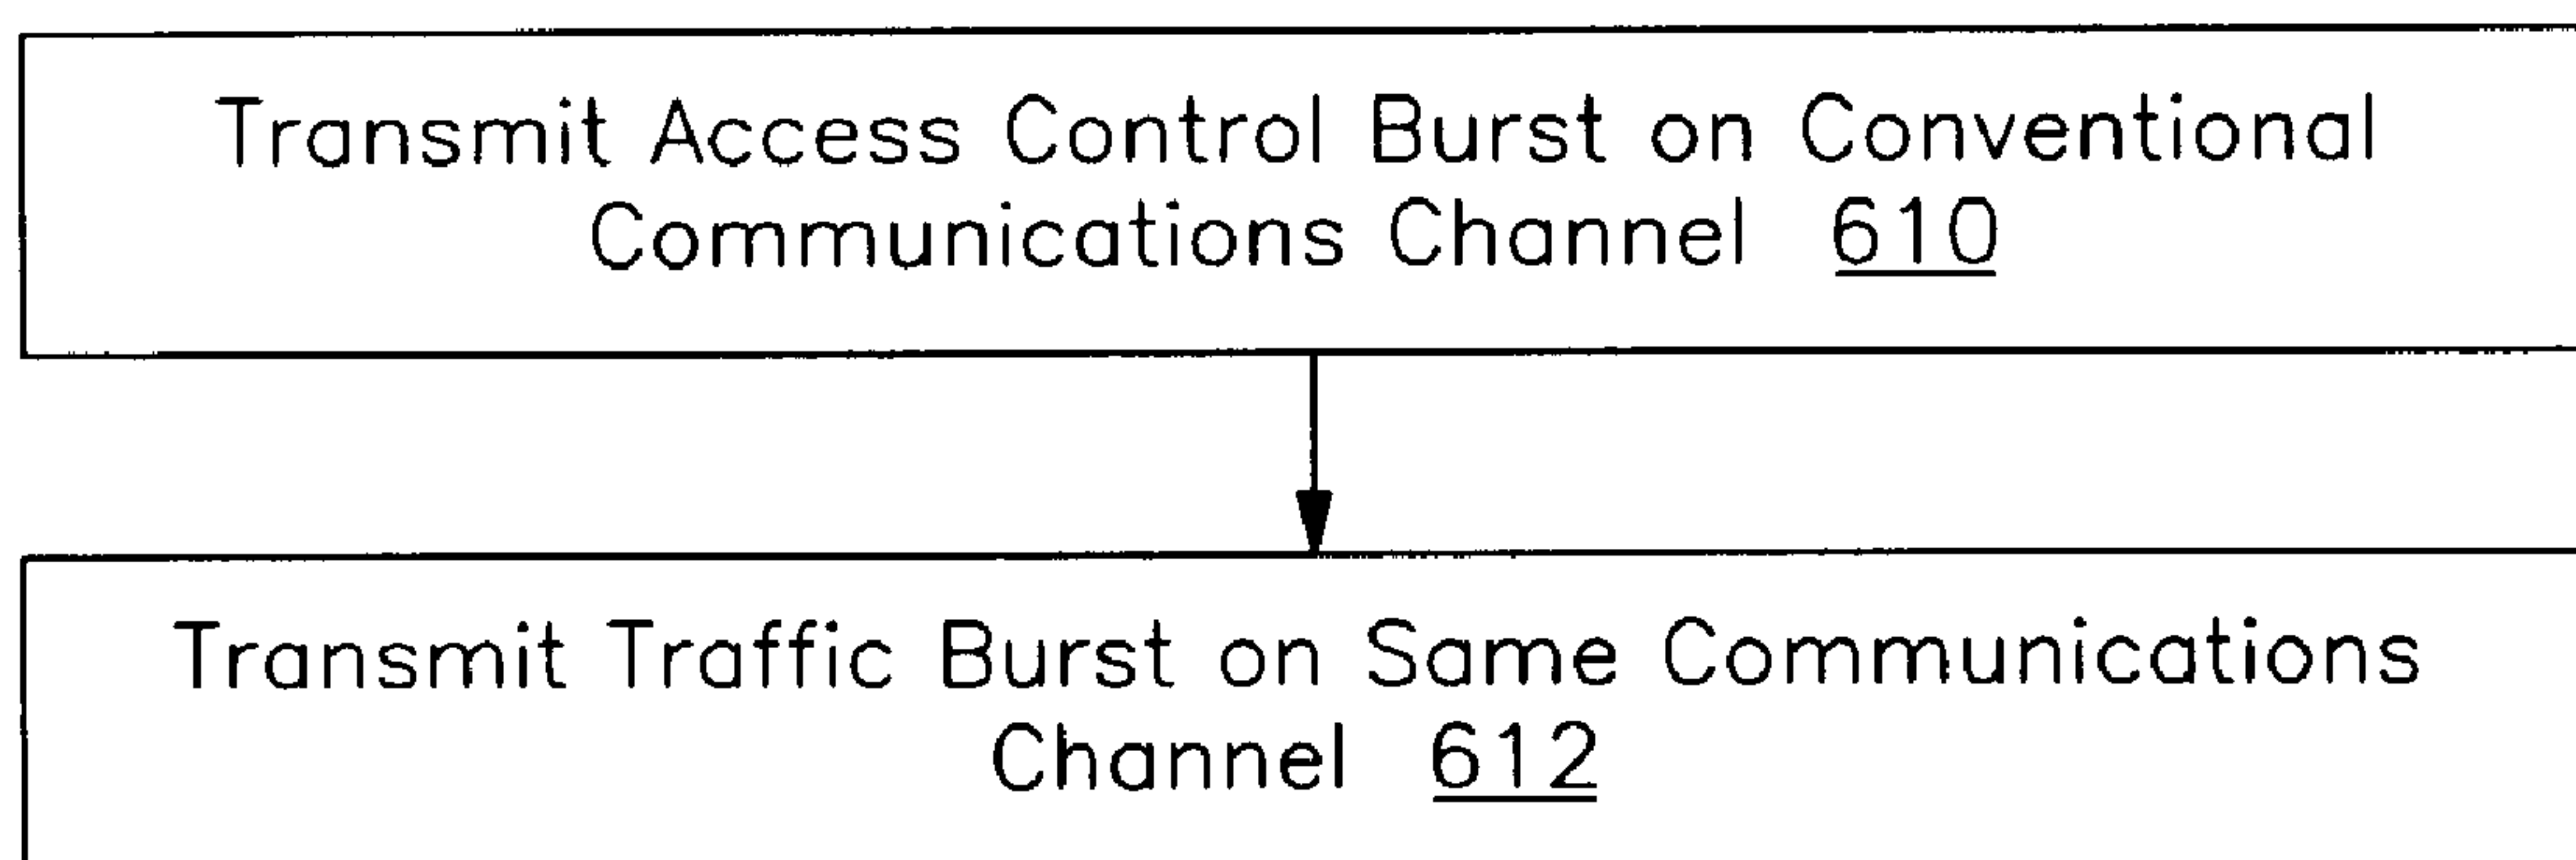 Transmit Access Control Burst on Conventional
Communications Channel 610
Transmit Traffic Burst on Same Communications
Channel 612